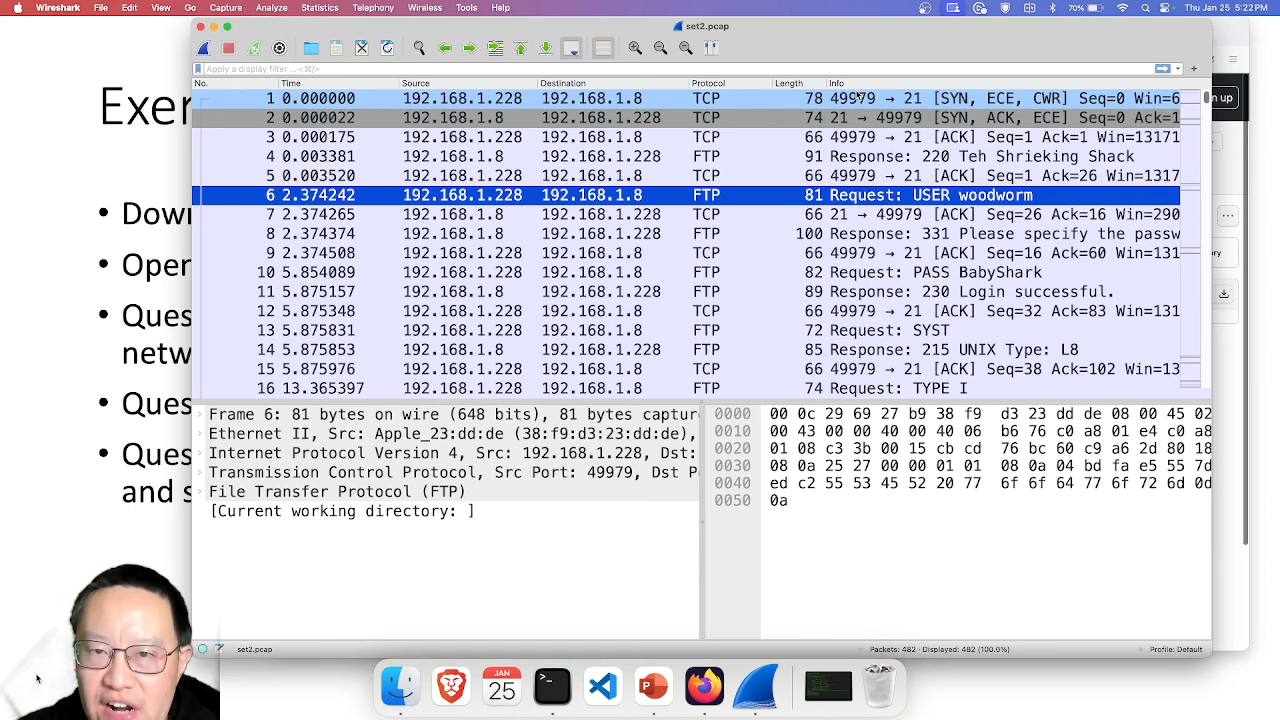 Wireshark File Edit View Go Capture Analyze Statistics Telephony Wireless Tools Help 70% Thu Jan 25 5:22 PM
set2.pcap
Apply a display filter ... <⌘/>
No. Time Source Destination Protocol Length Info
1 0.000000 192.168.1.228 192.168.1.8 TCP 78 49979 → 21 [SYN, ECE, CWR] Seq=0 Win=6
2 0.000022 192.168.1.8 192.168.1.228 TCP 74 21 → 49979 [SYN, ACK, ECE] Seq=0 Ack=1
3 0.000175 192.168.1.228 192.168.1.8 TCP 66 49979 → 21 [ACK] Seq=1 Ack=1 Win=13171
4 0.003381 192.168.1.8 192.168.1.228 FTP 91 Response: 220 Teh Shrieking Shack
5 0.003520 192.168.1.228 192.168.1.8 TCP 66 49979 → 21 [ACK] Seq=1 Ack=26 Win=1317
6 2.374242 192.168.1.228 192.168.1.8 FTP 81 Request: USER woodworm
7 2.374265 192.168.1.8 192.168.1.228 TCP 66 21 → 49979 [ACK] Seq=26 Ack=16 Win=290
8 2.374374 192.168.1.8 192.168.1.228 FTP 100 Response: 331 Please specify the passw
9 2.374508 192.168.1.228 192.168.1.8 TCP 66 49979 → 21 [ACK] Seq=16 Ack=60 Win=131
10 5.854089 192.168.1.228 192.168.1.8 FTP 82 Request: PASS BabyShark
11 5.875157 192.168.1.8 192.168.1.228 FTP 89 Response: 230 Login successful.
12 5.875348 192.168.1.228 192.168.1.8 TCP 66 49979 → 21 [ACK] Seq=32 Ack=83 Win=131
13 5.875831 192.168.1.228 192.168.1.8 FTP 72 Request: SYST
14 5.875853 192.168.1.8 192.168.1.228 FTP 85 Response: 215 UNIX Type: L8
15 5.875976 192.168.1.228 192.168.1.8 TCP 66 49979 → 21 [ACK] Seq=38 Ack=102 Win=13
16 13.365397 192.168.1.228 192.168.1.8 FTP 74 Request: TYPE I
Frame 6: 81 bytes on wire (648 bits), 81 bytes captur
Ethernet II, Src: Apple_23:dd:de (38:f9:d3:23:dd:de),
Internet Protocol Version 4, Src: 192.168.1.228, Dst:
Transmission Control Protocol, Src Port: 49979, Dst P
File Transfer Protocol (FTP)
[Current working directory: ]
0000 00 0c 29 69 27 b9 38 f9 d3 23 dd de 08 00 45 02
0010 00 43 00 00 40 00 40 06 b6 76 c0 a8 01 e4 c0 a8
0020 01 08 c3 3b 00 15 cb cd 76 bc 60 c9 a6 2d 80 18
0030 08 0a 25 27 00 00 01 01 08 0a 04 bd fa e5 55 7d
0040 ed c2 55 53 45 52 20 77 6f 6f 64 77 6f 72 6d 0d
0050 0a
set2.pcap Packets: 482 · Displayed: 482 (100.0%) Profile: Default
Exer
• Down
• Open
• Ques
netw
• Ques
• Ques
and s
n up
ry
JAN
25